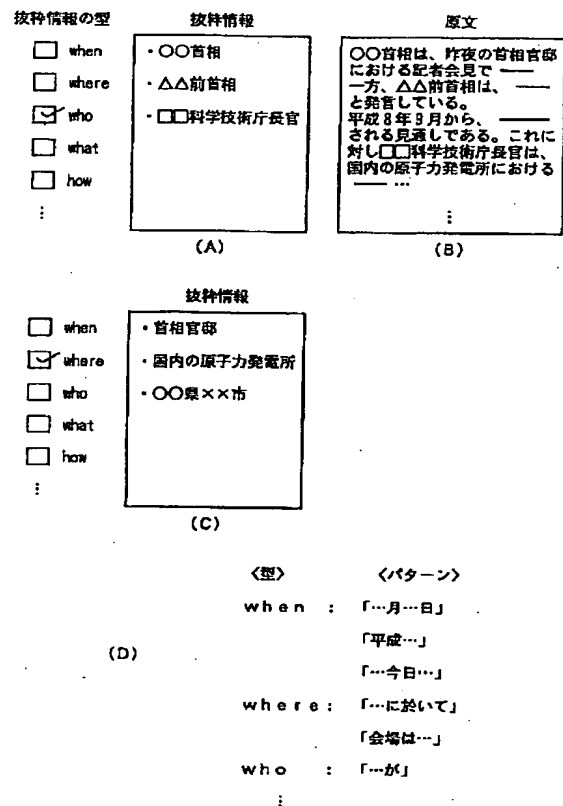 抜粋情報の型
□ when
□ where
☑ who
□ what
□ how
⋮
抜粋情報
・〇〇首相
・△△前首相
・□□科学技術庁長官
(A)
原文
〇〇首相は、昨夜の首相官邸
における記者会見で ――
一方、△△前首相は、 ――
と発言している。
平成8年9月から、 ――
される見通しである。これに
対し□□科学技術庁長官は、
国内の原子力発電所における
―― …
⋮
(B)
□ when
☑ where
□ who
□ what
□ how
⋮
抜粋情報
・首相官邸
・国内の原子力発電所
・〇〇県××市
(C)
(D)
〈型〉 〈パターン〉
when : 「…月…日」
「平成…」
「…今日…」
where: 「…に於いて」
「会場は…」
who : 「…が」
⋮